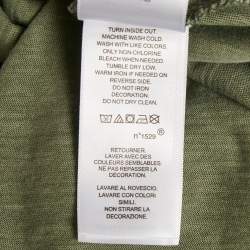 TURN INSIDE OUT.
MACHINE WASH COLD.
WASH WITH LIKE COLORS
ONLY NON-CHLORINE
BLEACH WHEN NEEDED.
TUMBLE DRY LOW.
WARM IRON IF NEEDED
ON REVERSE SIDE.
DO NOT IRON
DECORATION.
DO NOT DRY CLEAN.
n°1529 ®
RETOURNER.
LAVER AVEC DES
COULEURS SEMBLABLES.
NE PAS REPASSER LA
DECORATION.
LAVARE AL ROVESCIO.
LAVARE CON COLORI
SIMILI.
NON STIRARE LA
DECORAZIONE.